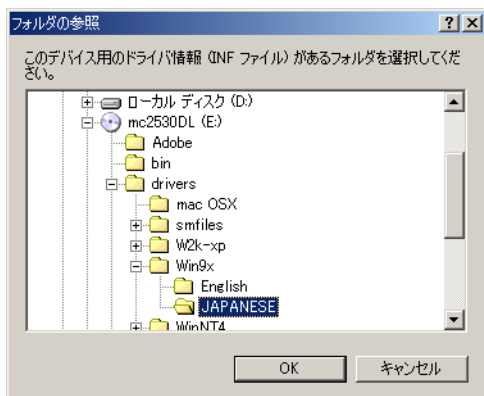 フォルダの参照
このデバイス用のドライバ情報 (INF ファイル) があるフォルダを選択してくだ
さい。
ローカル ディスク (D:)
mc2530DL (E:)
Adobe
bin
drivers
mac OSX
smfiles
W2k-xp
Win9x
English
JAPANESE
WinNT4
OK
キャンセル